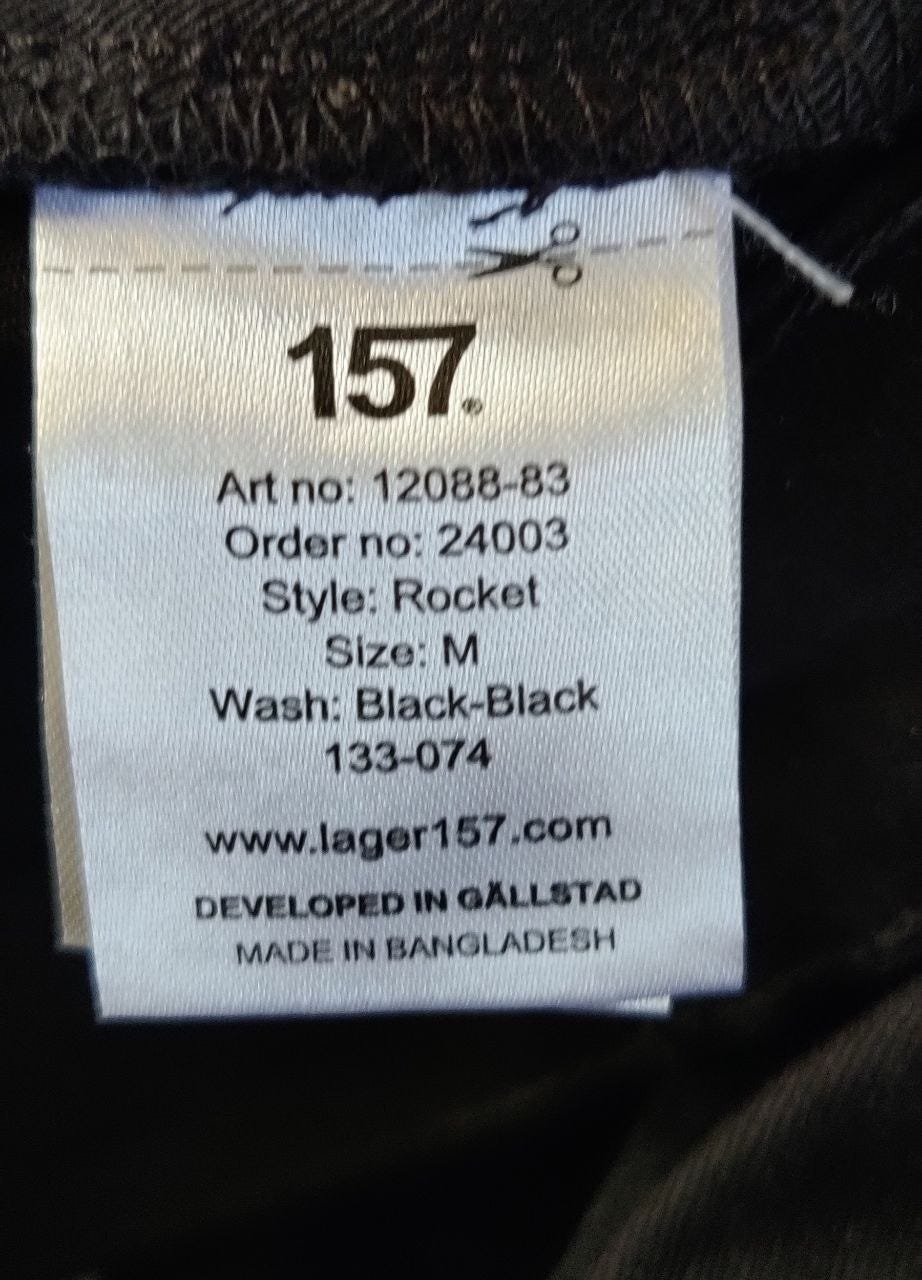 157®
Art no: 12088-83
Order no: 24003
Style: Rocket
Size: M
Wash: Black-Black
133-074
www.lager157.com
DEVELOPED IN GÄLLSTAD
MADE IN BANGLADESH